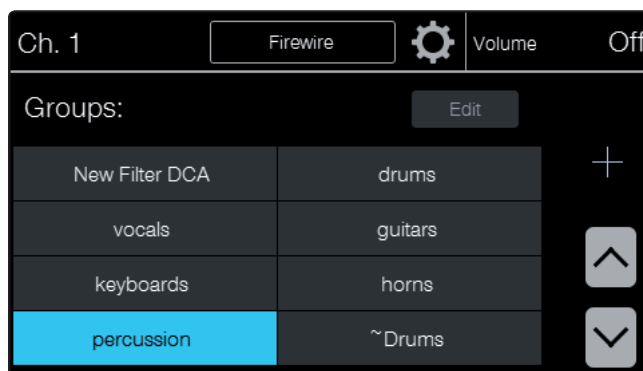 Ch. 1 Firewire Volume Off
Groups: Edit
New Filter DCA drums
vocals guitars
keyboards horns
percussion ~Drums